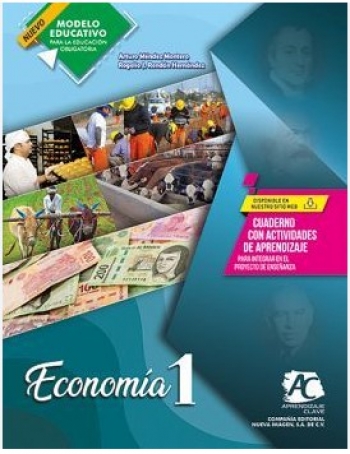 NUEVO
MODELO
EDUCATIVO
PARA LA EDUCACIÓN
OBLIGATORIA
Arturo Méndez Montero
Rogelio J. Rendón Hernández
DISPONIBLE EN
NUESTRO SITIO WEB
CUADERNO
CON ACTIVIDADES
DE APRENDIZAJE
PARA INTEGRAR EN EL
PROYECTO DE ENSEÑANZA
Economía 1
AC
APRENDIZAJE
CLAVE
COMPAÑÍA EDITORIAL
NUEVA IMAGEN, S.A. DE C.V.